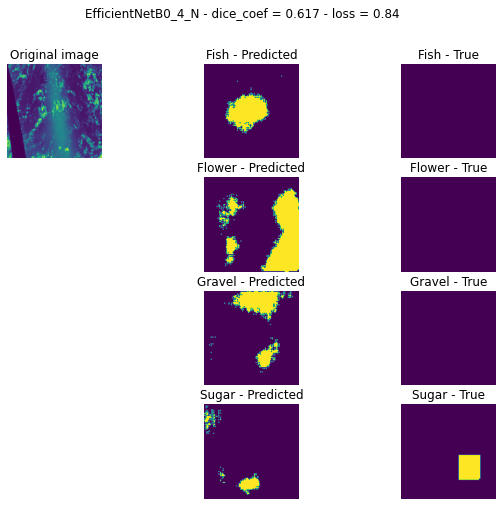 EfficientNetB0_4_N - dice_coef = 0.617 - loss = 0.84
Original image
Fish - Predicted
Fish - True
Flower - Predicted
Flower - True
Gravel - Predicted
Gravel - True
Sugar - Predicted
Sugar - True